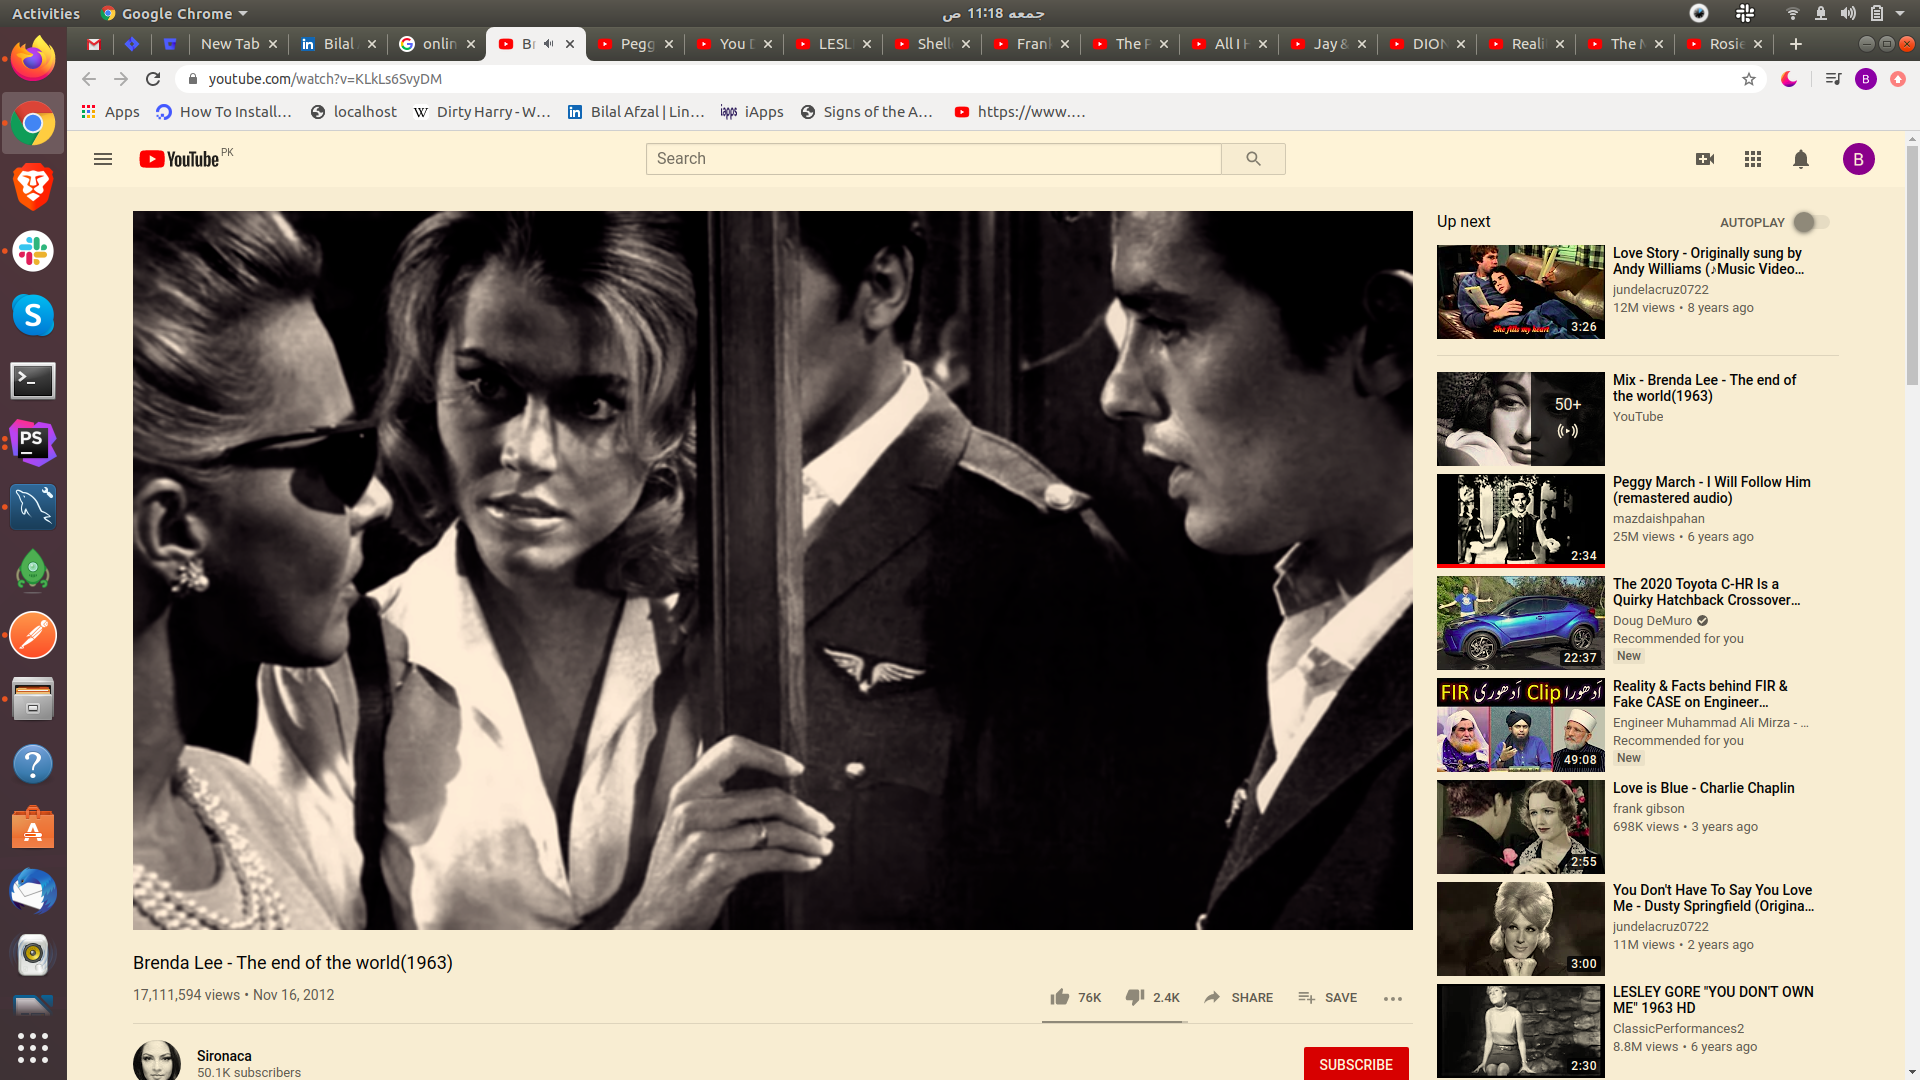 Activities
Google Chrome
جمعه 11:18 ص
New Tab
Bilal
onlin
Br
Pegg
You D
LESL
Shell
Fran
The P
All I H
Jay &
DION
Reali
The M
Rosie
youtube.com/watch?v=KLkLs6SvyDM
B
Apps
How To Install...
localhost
W
Dirty Harry - W...
Bilal Afzal | Lin...
iApps
Signs of the A...
https://www....
YouTube PK
Search
B
Brenda Lee - The end of the world(1963)
17,111,594 views • Nov 16, 2012
76K
2.4K
SHARE
SAVE
Sironaca
50.1K subscribers
SUBSCRIBE
Up next
AUTOPLAY
She fills my heart
3:26
Love Story - Originally sung by
Andy Williams (♪Music Video...
jundelacruz0722
12M views • 8 years ago
50+
Mix - Brenda Lee - The end of
the world(1963)
YouTube
2:34
Peggy March - I Will Follow Him
(remastered audio)
mazdaishpahan
25M views • 6 years ago
22:37
The 2020 Toyota C-HR Is a
Quirky Hatchback Crossover...
Doug DeMuro
Recommended for you
New
FIR اَدھوری Clip اَدھورا
49:08
Reality & Facts behind FIR &
Fake CASE on Engineer...
Engineer Muhammad Ali Mirza - ...
Recommended for you
New
2:55
Love is Blue - Charlie Chaplin
frank gibson
698K views • 3 years ago
3:00
You Don't Have To Say You Love
Me - Dusty Springfield (Origina...
jundelacruz0722
11M views • 2 years ago
2:30
LESLEY GORE "YOU DON'T OWN
ME" 1963 HD
ClassicPerformances2
8.8M views • 6 years ago